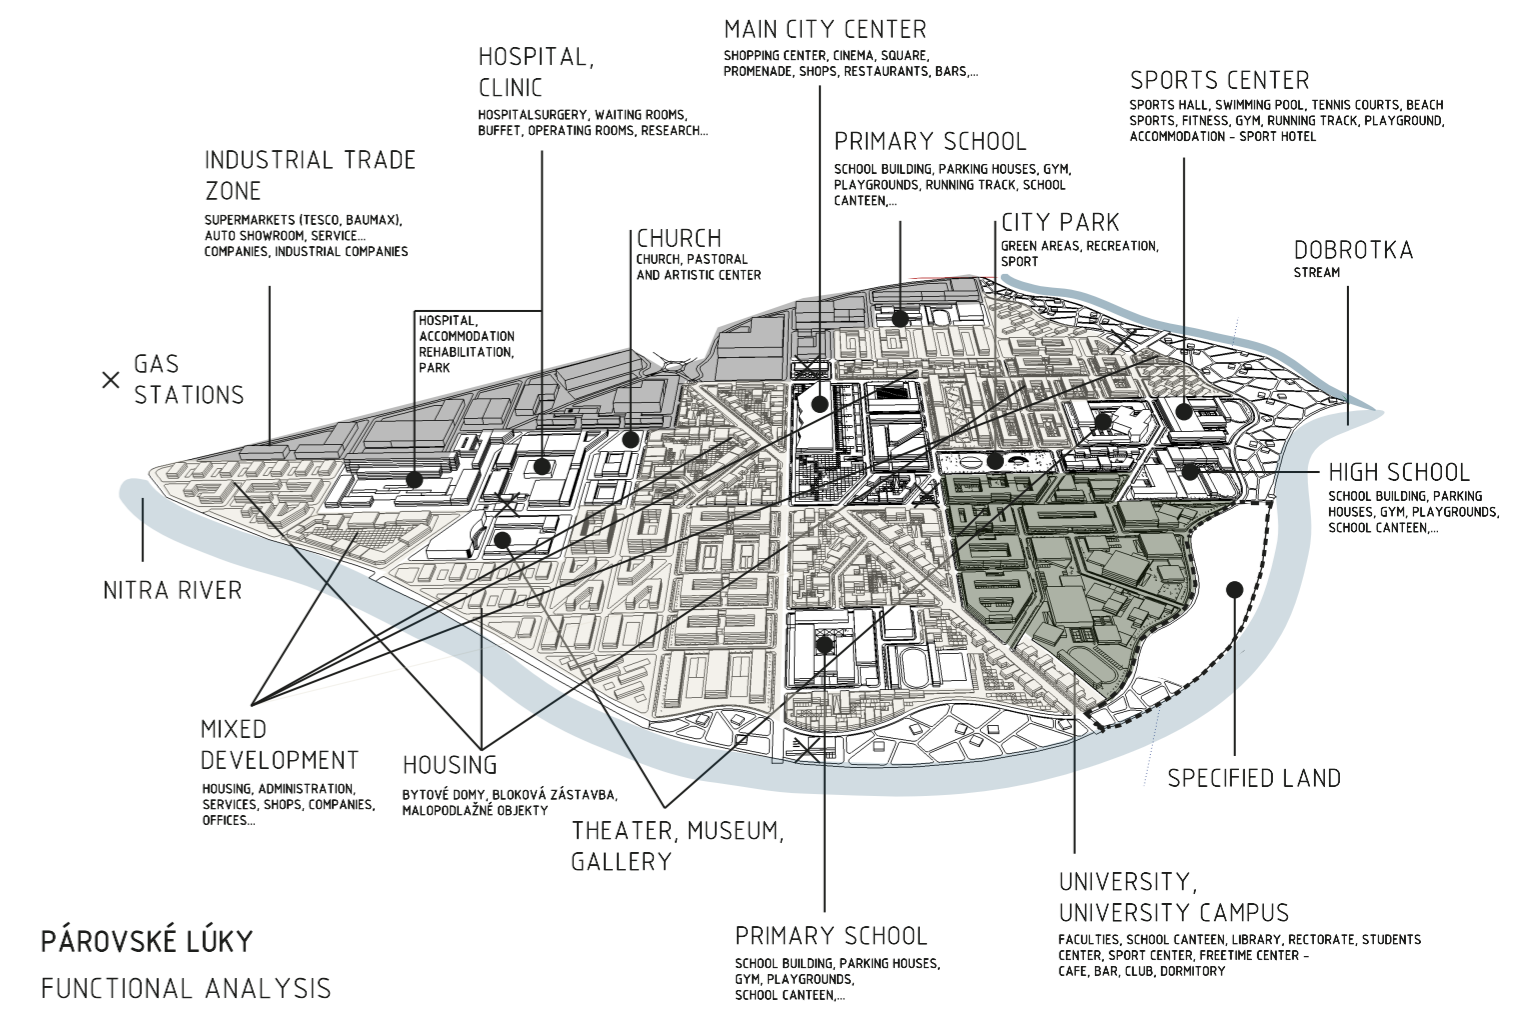 MAIN CITY CENTER
SHOPPING CENTER, CINEMA, SQUARE,
PROMENADE, SHOPS, RESTAURANTS, BARS,...
HOSPITAL,
CLINIC
HOSPITALSURGERY, WAITING ROOMS,
BUFFET, OPERATING ROOMS, RESEARCH...
SPORTS CENTER
SPORTS HALL, SWIMMING POOL, TENNIS COURTS, BEACH
SPORTS, FITNESS, GYM, RUNNING TRACK, PLAYGROUND,
ACCOMMODATION - SPORT HOTEL
PRIMARY SCHOOL
SCHOOL BUILDING, PARKING HOUSES, GYM,
PLAYGROUNDS, RUNNING TRACK, SCHOOL
CANTEEN,...
INDUSTRIAL TRADE
ZONE
SUPERMARKETS (TESCO, BAUMAX),
AUTO SHOWROOM, SERVICE...
COMPANIES, INDUSTRIAL COMPANIES
CHURCH
CHURCH, PASTORAL
AND ARTISTIC CENTER
CITY PARK
GREEN AREAS, RECREATION,
SPORT
DOBROTKA
STREAM
HOSPITAL,
ACCOMMODATION
REHABILITATION,
PARK
GAS
STATIONS
HIGH SCHOOL
SCHOOL BUILDING, PARKING
HOUSES, GYM, PLAYGROUNDS,
SCHOOL CANTEEN,...
NITRA RIVER
MIXED
DEVELOPMENT
HOUSING, ADMINISTRATION,
SERVICES, SHOPS, COMPANIES,
OFFICES...
HOUSING
BYTOVÉ DOMY, BLOKOVÁ ZÁSTAVBA,
MALOPODLAŽNÉ OBJEKTY
THEATER, MUSEUM,
GALLERY
SPECIFIED LAND
UNIVERSITY,
UNIVERSITY CAMPUS
FACULTIES, SCHOOL CANTEEN, LIBRARY, RECTORATE, STUDENTS
CENTER, SPORT CENTER, FREETIME CENTER -
CAFE, BAR, CLUB, DORMITORY
PRIMARY SCHOOL
SCHOOL BUILDING, PARKING HOUSES,
GYM, PLAYGROUNDS,
SCHOOL CANTEEN,...
PÁROVSKÉ LÚKY
FUNCTIONAL ANALYSIS